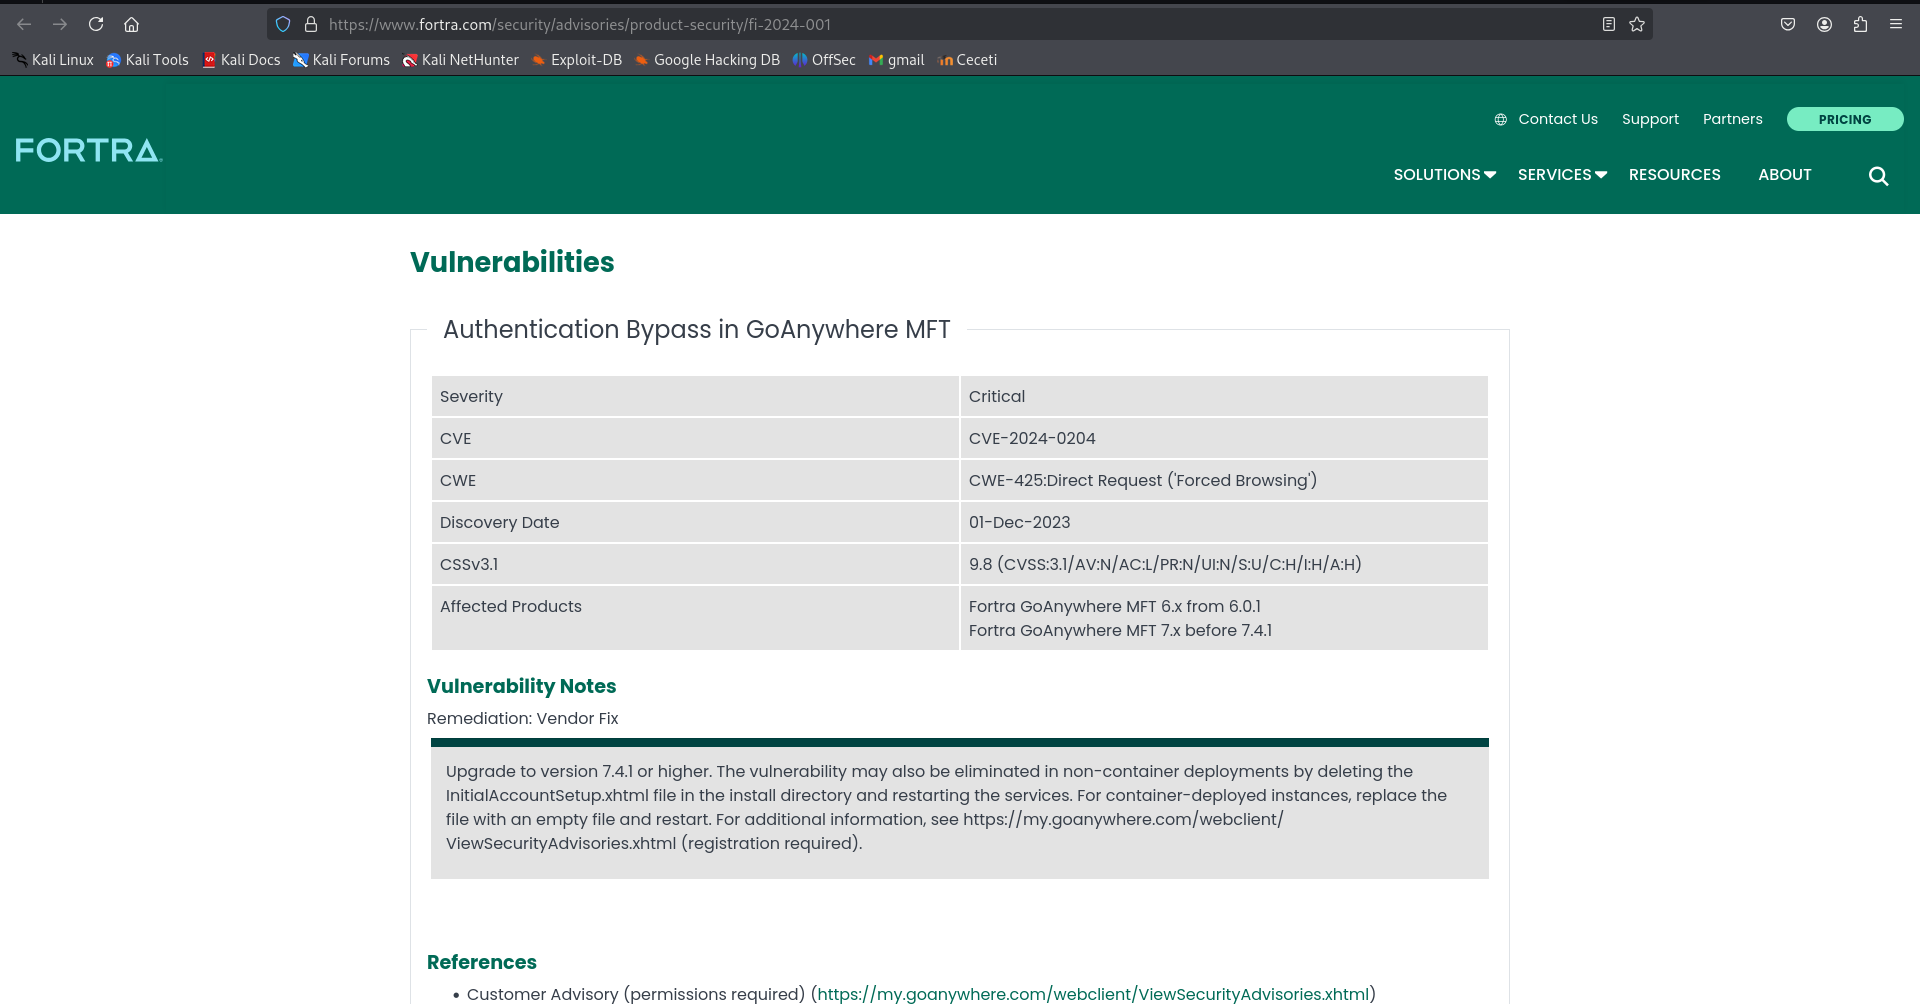 https://www.fortra.com/security/advisories/product-security/fi-2024-001
Kali Linux Kali Tools Kali Docs Kali Forums Kali NetHunter Exploit-DB Google Hacking DB OffSec gmail Ceceti
Contact Us Support Partners PRICING
FORTRA
SOLUTIONS SERVICES RESOURCES ABOUT
Vulnerabilities
Authentication Bypass in GoAnywhere MFT
Severity Critical
CVE CVE-2024-0204
CWE CWE-425:Direct Request ('Forced Browsing')
Discovery Date 01-Dec-2023
CSSv3.1 9.8 (CVSS:3.1/AV:N/AC:L/PR:N/UI:N/S:U/C:H/I:H/A:H)
Affected Products Fortra GoAnywhere MFT 6.x from 6.0.1
Fortra GoAnywhere MFT 7.x before 7.4.1
Vulnerability Notes
Remediation: Vendor Fix
Upgrade to version 7.4.1 or higher. The vulnerability may also be eliminated in non-container deployments by deleting the
InitialAccountSetup.xhtml file in the install directory and restarting the services. For container-deployed instances, replace the
file with an empty file and restart. For additional information, see https://my.goanywhere.com/webclient/
ViewSecurityAdvisories.xhtml (registration required).
References
• Customer Advisory (permissions required) (https://my.goanywhere.com/webclient/ViewSecurityAdvisories.xhtml)